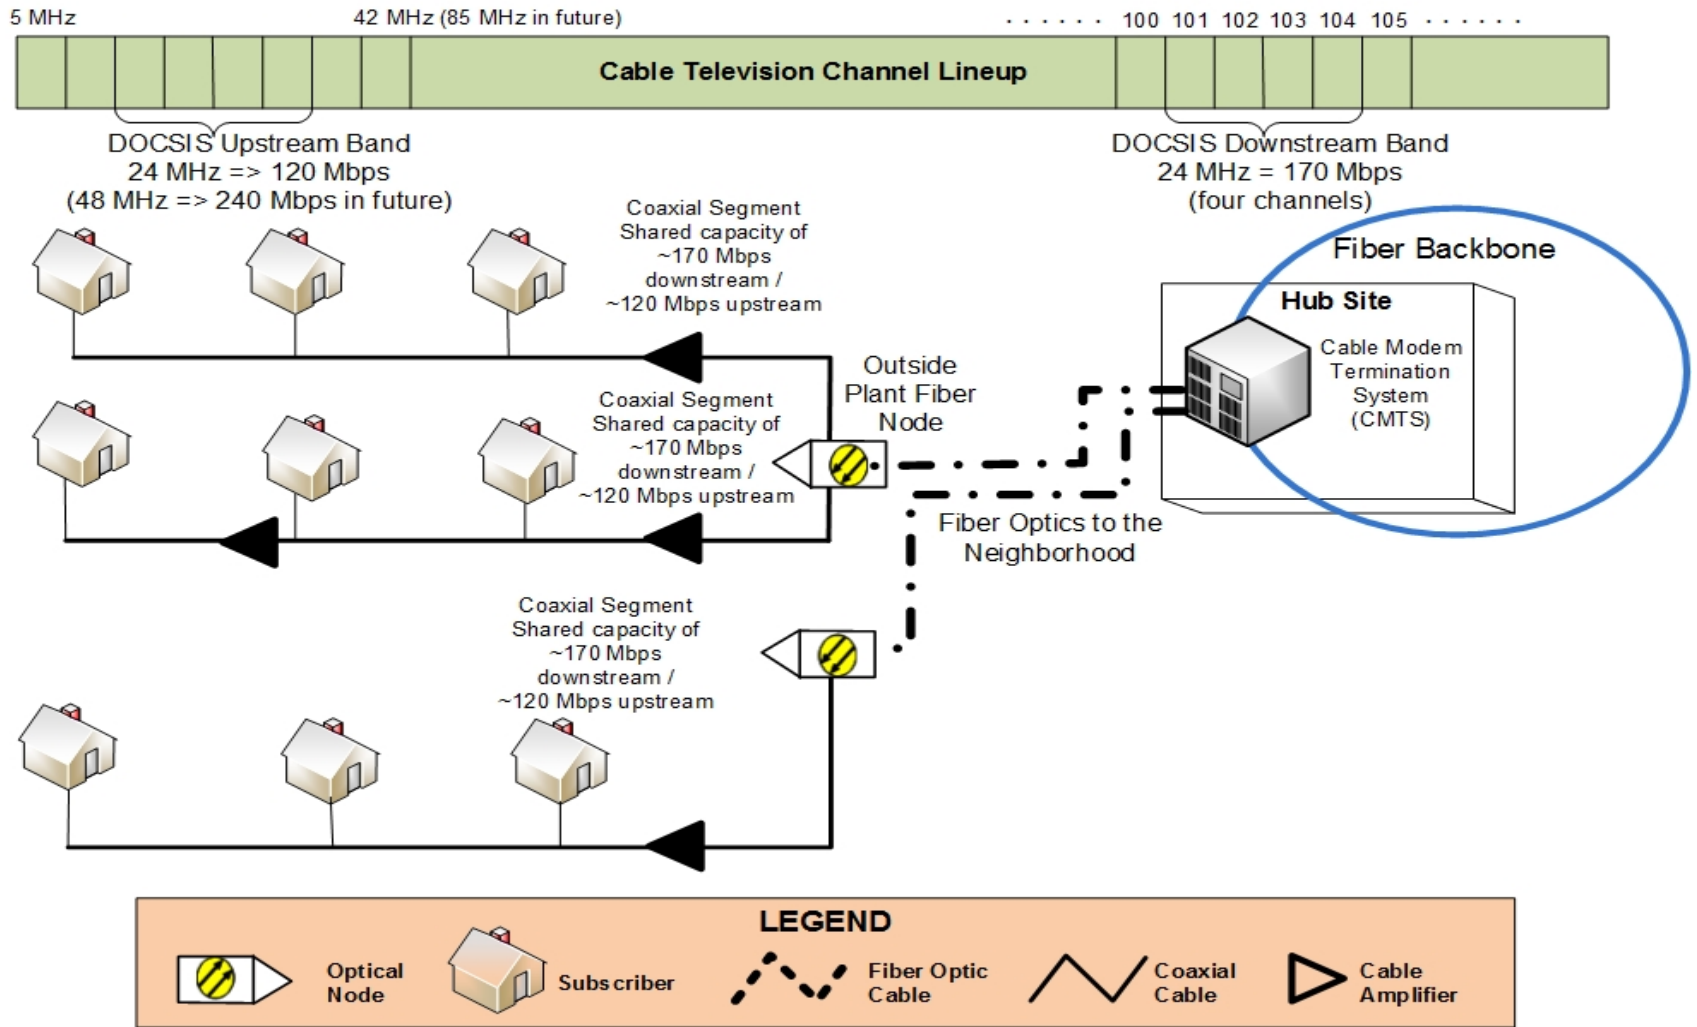 5 MHz
42 MHz (85 MHz in future)
. . . . . . 100 101 102 103 104 105 . . . . . .
Cable Television Channel Lineup
DOCSIS Upstream Band
24 MHz => 120 Mbps
(48 MHz => 240 Mbps in future)
DOCSIS Downstream Band
24 MHz = 170 Mbps
(four channels)
Coaxial Segment
Shared capacity of
~170 Mbps
downstream /
~120 Mbps upstream
Fiber Backbone
Hub Site
Cable Modem
Termination
System
(CMTS)
Outside
Plant Fiber
Node
Coaxial Segment
Shared capacity of
~170 Mbps
downstream /
~120 Mbps upstream
Fiber Optics to the
Neighborhood
Coaxial Segment
Shared capacity of
~170 Mbps
downstream /
~120 Mbps upstream
LEGEND
Optical
Node
Subscriber
Fiber Optic
Cable
Coaxial
Cable
Cable
Amplifier